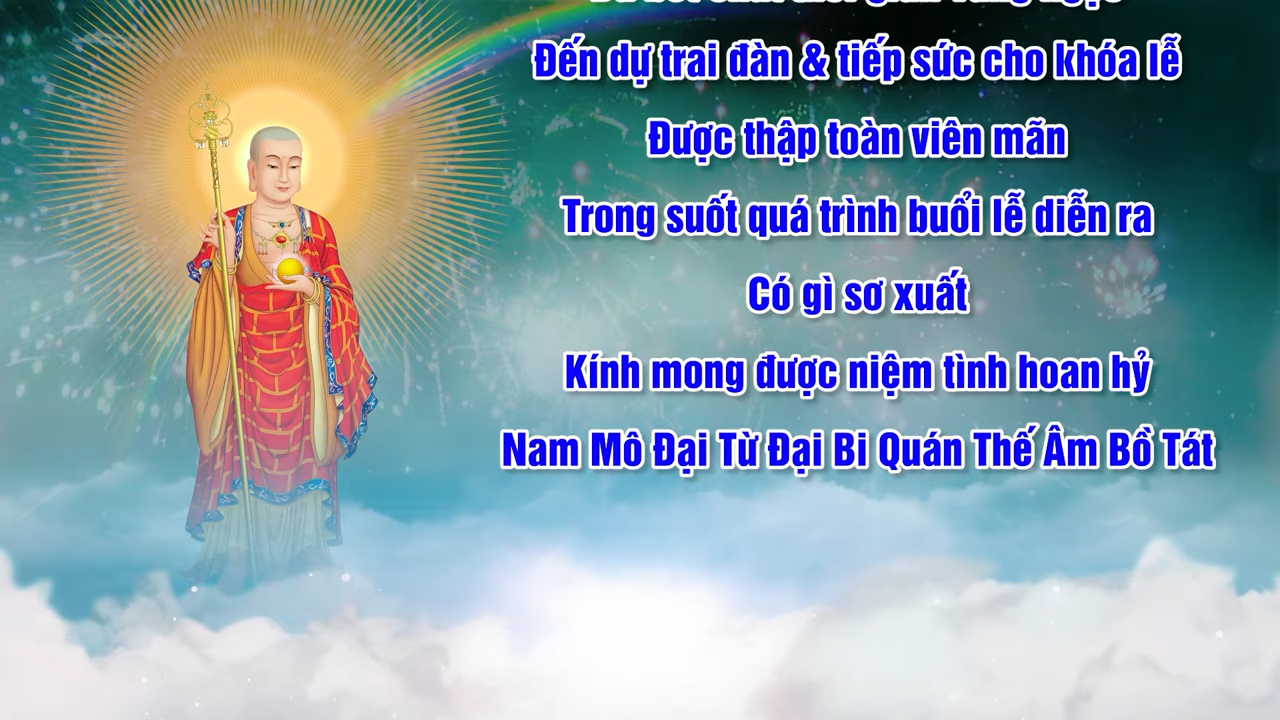 Đến dự trai đàn & tiếp sức cho khóa lễ
Được thập toàn viên mãn
Trong suốt quá trình buổi lễ diễn ra
Có gì sơ xuất
Kính mong được niệm tình hoan hỷ
Nam Mô Đại Từ Đại Bi Quán Thế Âm Bồ Tát